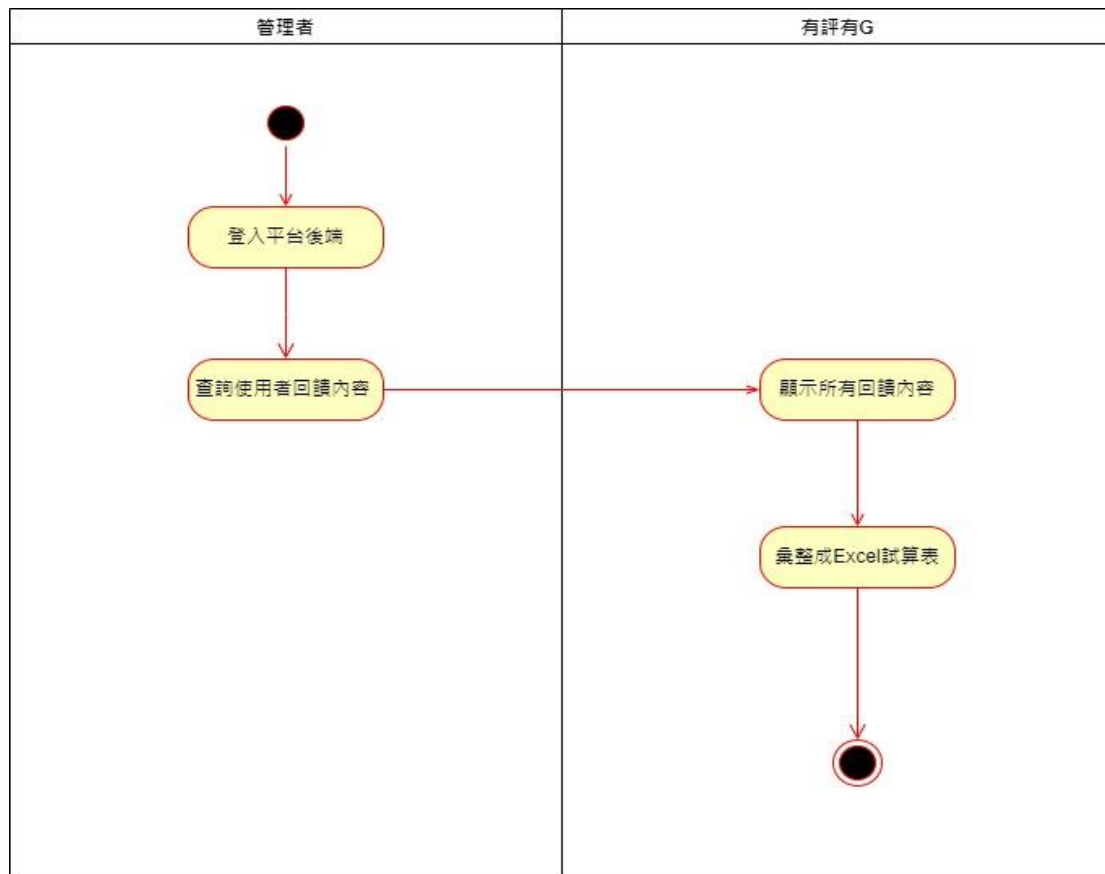 管理者
有評有G
登入平台後端
查詢使用者回饋內容
顯示所有回饋內容
彙整成Excel試算表